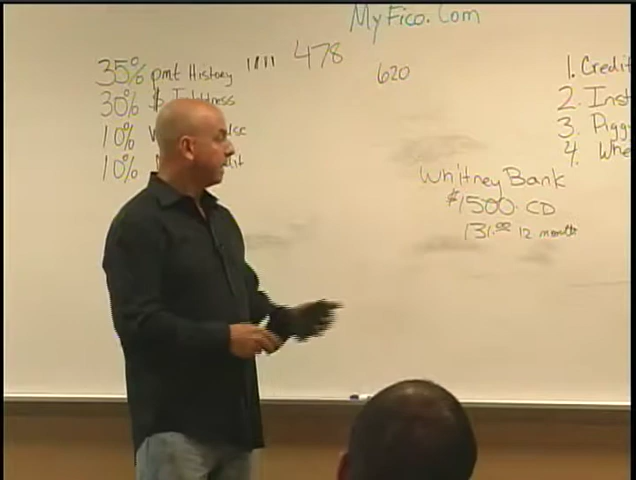 MyFico.Com
35% pmt History
478
620
30% $
10%
10%
1. Credit
2. Inst
3. Pigg
4. Whe
Whitney Bank
$1500 CD
131.00 12 months